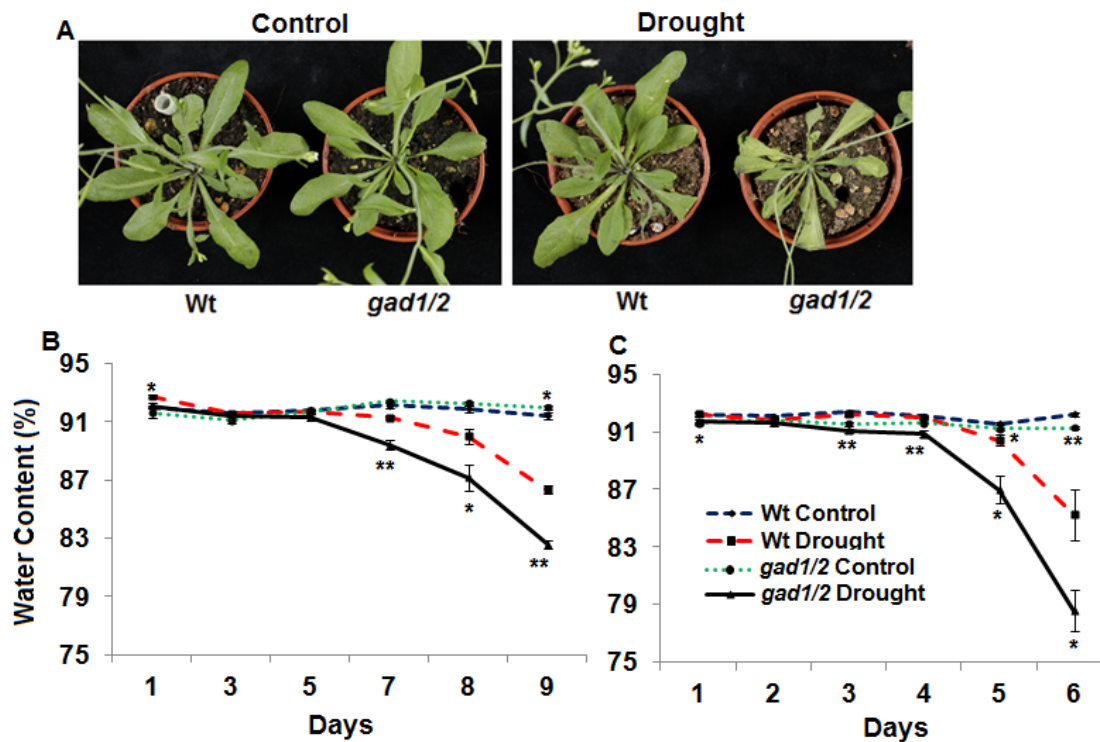 A
Control
Drought
Wt
gad1/2
Wt
gad1/2
B
95
91
87
83
79
75
Water Content (%)
*
**
*
**
*
1 3 5 7 8 9
Days
C
95
91
87
83
79
75
*
**
**
*
*
**
*
Wt Control
Wt Drought
gad1/2 Control
gad1/2 Drought
1 2 3 4 5 6
Days